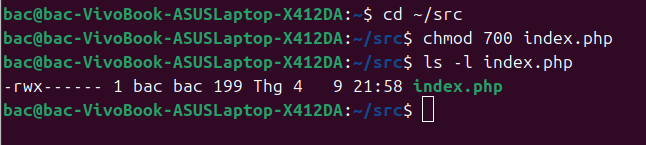 bac@bac-VivoBook-ASUSLaptop-X412DA:~$ cd ~/src
bac@bac-VivoBook-ASUSLaptop-X412DA:~/src$ chmod 700 index.php
bac@bac-VivoBook-ASUSLaptop-X412DA:~/src$ ls -l index.php
-rwx------ 1 bac bac 199 Thg 4   9 21:58 index.php
bac@bac-VivoBook-ASUSLaptop-X412DA:~/src$